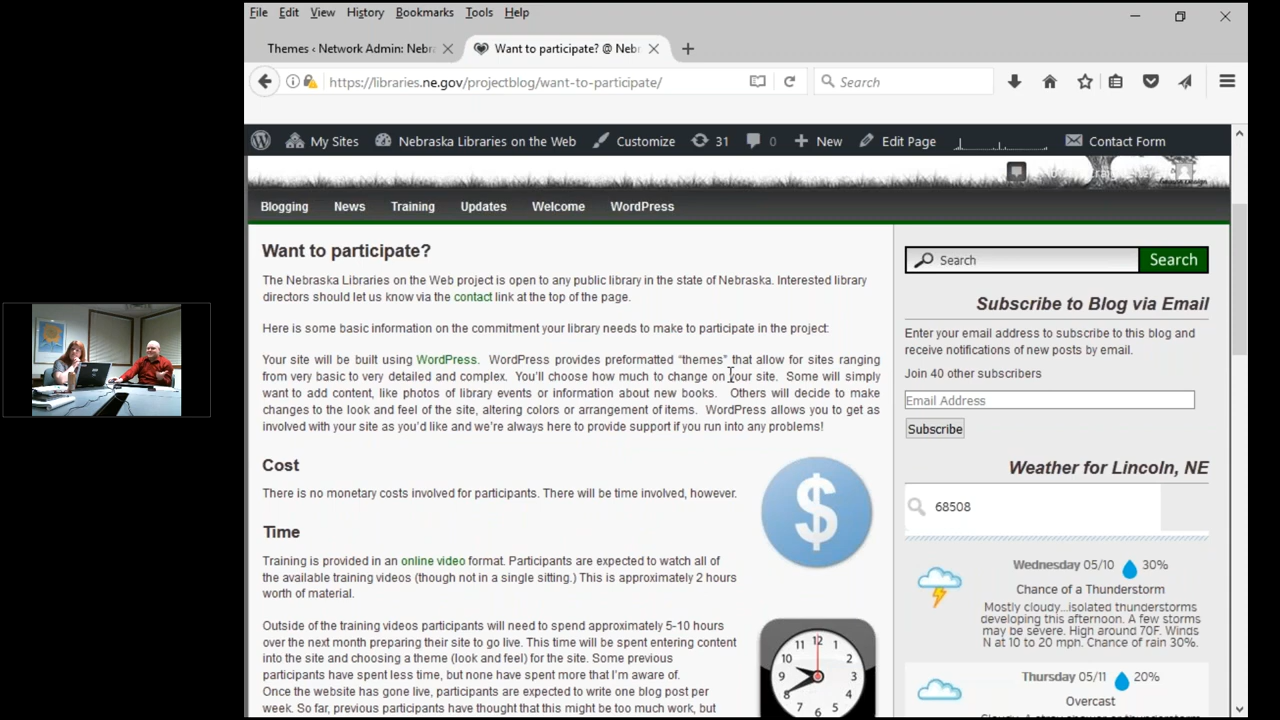 File Edit View History Bookmarks Tools Help
Themes ‹ Network Admin: Nebra
Want to participate? @ Nebr
https://libraries.ne.gov/projectblog/want-to-participate/
Search
My Sites
Nebraska Libraries on the Web
Customize
31
0
New
Edit Page
Contact Form
Blogging News Training Updates Welcome WordPress
Want to participate?
The Nebraska Libraries on the Web project is open to any public library in the state of Nebraska. Interested library
directors should let us know via the contact link at the top of the page.
Here is some basic information on the commitment your library needs to make to participate in the project:
Your site will be built using WordPress. WordPress provides preformatted “themes” that allow for sites ranging
from very basic to very detailed and complex. You’ll choose how much to change on your site. Some will simply
want to add content, like photos of library events or information about new books. Others will decide to make
changes to the look and feel of the site, altering colors or arrangement of items. WordPress allows you to get as
involved with your site as you’d like and we’re always here to provide support if you run into any problems!
Cost
There is no monetary costs involved for participants. There will be time involved, however.
$
Time
Training is provided in an online video format. Participants are expected to watch all of
the available training videos (though not in a single sitting.) This is approximately 2 hours
worth of material.
Outside of the training videos participants will need to spend approximately 5-10 hours
over the next month preparing their site to go live. This time will be spent entering content
into the site and choosing a theme (look and feel) for the site. Some previous
participants have spent less time, but none have spent more that I’m aware of.
Once the website has gone live, participants are expected to write one blog post per
week. So far, previous participants have thought that this might be too much work, but
12 1 2 3 4 5 6 7 8 9 10 11
Search
Search
Subscribe to Blog via Email
Enter your email address to subscribe to this blog and
receive notifications of new posts by email.
Join 40 other subscribers
Email Address
Subscribe
Weather for Lincoln, NE
68508
Wednesday 05/10 30%
Chance of a Thunderstorm
Mostly cloudy...isolated thunderstorms
developing this afternoon. A few storms
may be severe. High around 70F. Winds
N at 10 to 20 mph. Chance of rain 30%.
Thursday 05/11 20%
Overcast